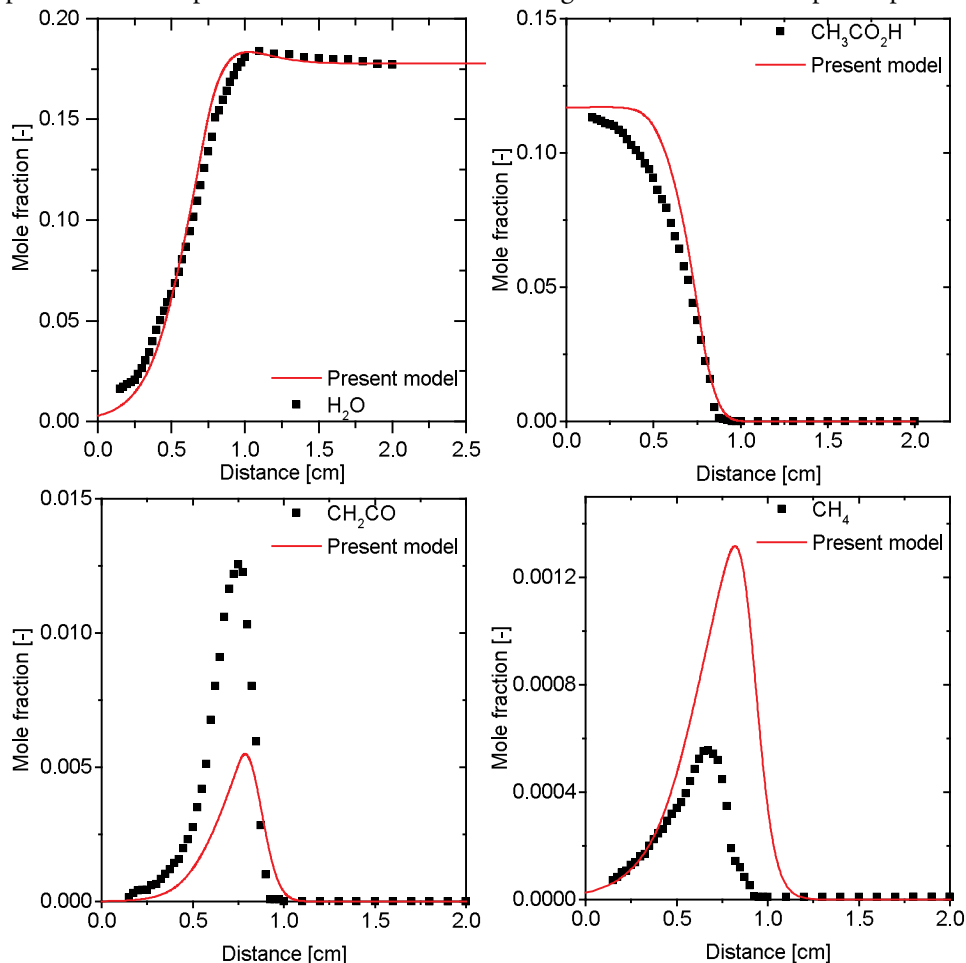 0.20
0.15
0.10
0.05
0.00
Mole fraction [-]
Present model
H2O
0.0 0.5 1.0 1.5 2.0 2.5
Distance [cm]
0.15
0.10
0.05
0.00
Mole fraction [-]
CH3CO2H
Present model
0.0 0.5 1.0 1.5 2.0
Distance [cm]
0.015
0.010
0.005
0.000
Mole fraction [-]
CH2CO
Present model
0.0 0.5 1.0 1.5 2.0
Distance [cm]
0.0012
0.0008
0.0004
0.0000
Mole fraction [-]
CH4
Present model
0.0 0.5 1.0 1.5 2.0
Distance [cm]